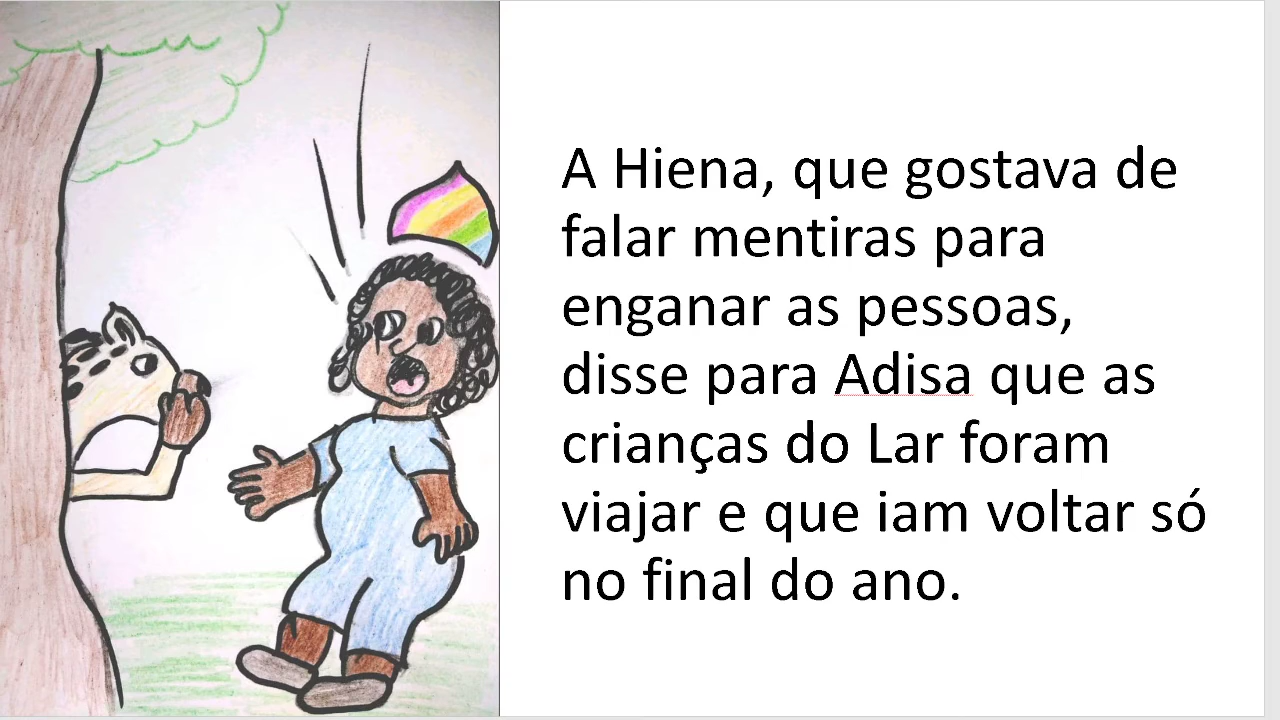 A Hiena, que gostava de
falar mentiras para
enganar as pessoas,
disse para Adisa que as
crianças do Lar foram
viajar e que iam voltar só
no final do ano.